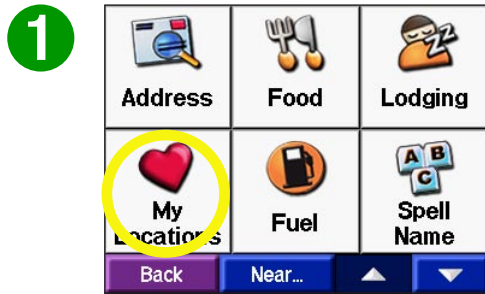 1
Address Food Lodging
A B
C
My
Locations
Fuel
Spell
Name
Back Near...